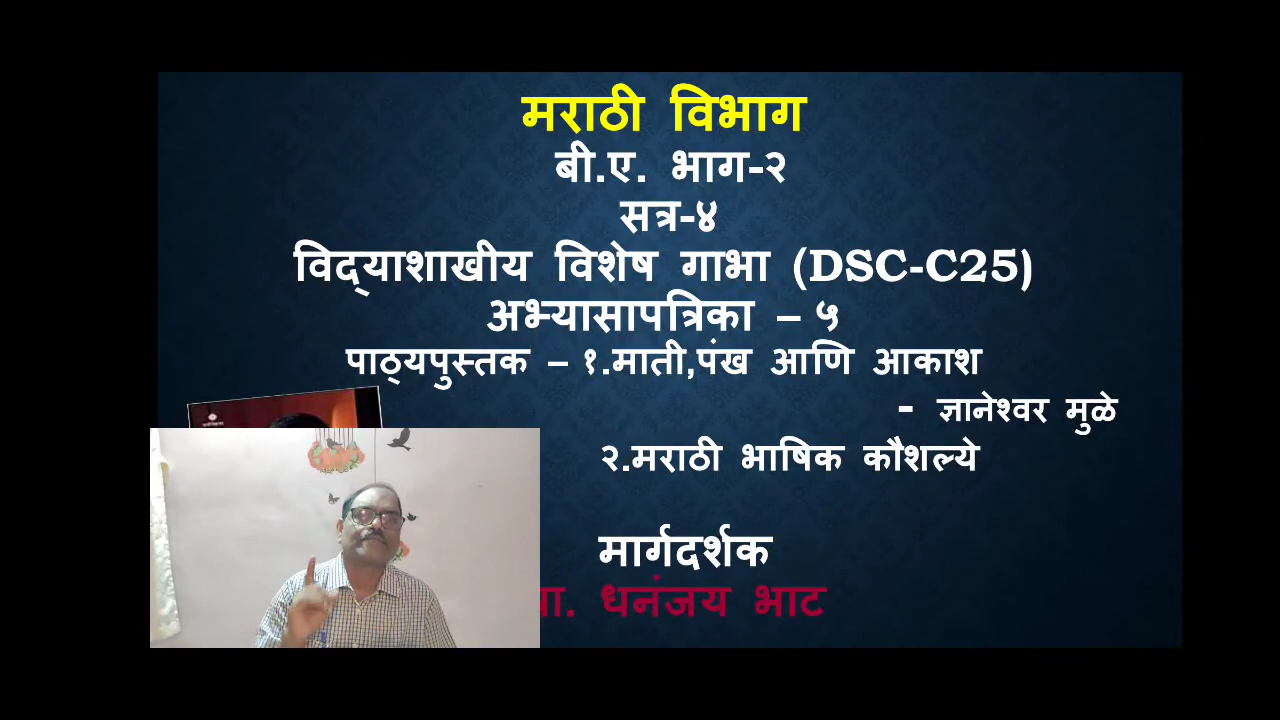 मराठी विभाग
बी.ए. भाग-२
सत्र-४
विद्‌याशाखीय विशेष गाभा (DSC-C25)
अभ्यासापत्रिका – ५
पाठ्यपुस्तक – १.माती,पंख आणि आकाश
- ज्ञानेश्वर मुळे
२.मराठी भाषिक कौशल्ये
मार्गदर्शक
धनंजय भाट